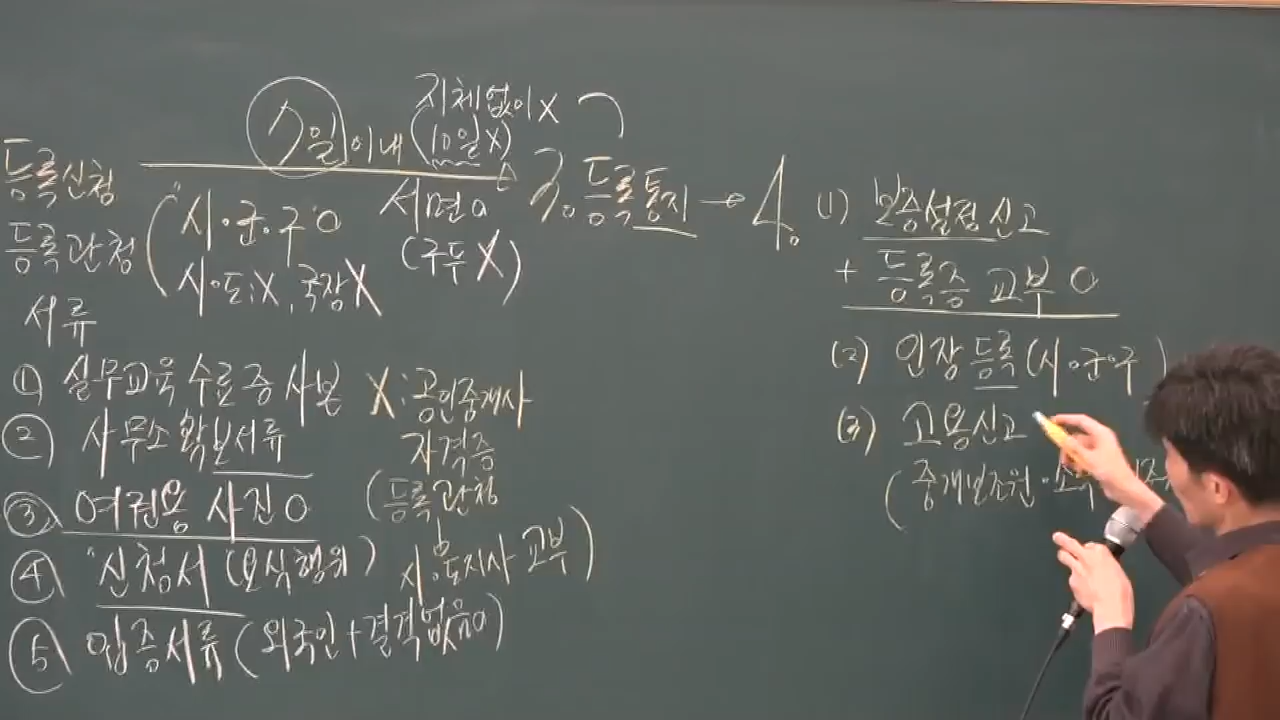 지체없이 X
7일 이내 (10일 X)
등록신청
등록관청 ( "시·군·구" O
시·도:X, 국장 X
서면 O
(구두 X)
3. 등록통지 → 4.
서류
① 실무교육 수료증 사본
② 사무소 확보서류
③ 여권용 사진 O
④ "신청서 (요식행위)
⑤ 입증서류 (외국인 + 결격없음 O)
X : 공인중개사
자격증
(등록관청
시·도지사 교부)
(1) 보증설정신고
+ 등록증 교부 O
(2) 인장 등록 (시·군·구 )
(3) 고용신고
( 중개보조원 ·